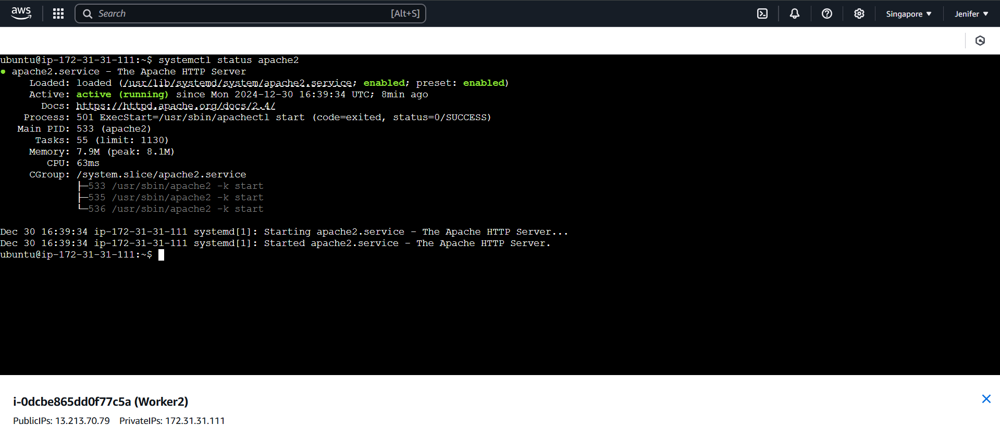 aws Search [Alt+S] Singapore Jenifer
ubuntu@ip-172-31-31-111:~$ systemctl status apache2
● apache2.service - The Apache HTTP Server
Loaded: loaded (/usr/lib/systemd/system/apache2.service; enabled; preset: enabled)
Active: active (running) since Mon 2024-12-30 16:39:34 UTC; 8min ago
Docs: https://httpd.apache.org/docs/2.4/
Process: 501 ExecStart=/usr/sbin/apachectl start (code=exited, status=0/SUCCESS)
Main PID: 533 (apache2)
Tasks: 55 (limit: 1130)
Memory: 7.9M (peak: 8.1M)
CPU: 63ms
CGroup: /system.slice/apache2.service
├─533 /usr/sbin/apache2 -k start
├─535 /usr/sbin/apache2 -k start
└─536 /usr/sbin/apache2 -k start
Dec 30 16:39:34 ip-172-31-31-111 systemd[1]: Starting apache2.service - The Apache HTTP Server...
Dec 30 16:39:34 ip-172-31-31-111 systemd[1]: Started apache2.service - The Apache HTTP Server.
ubuntu@ip-172-31-31-111:~$
i-0dcbe865dd0f77c5a (Worker2)
PublicIPs: 13.213.70.79 PrivateIPs: 172.31.31.111